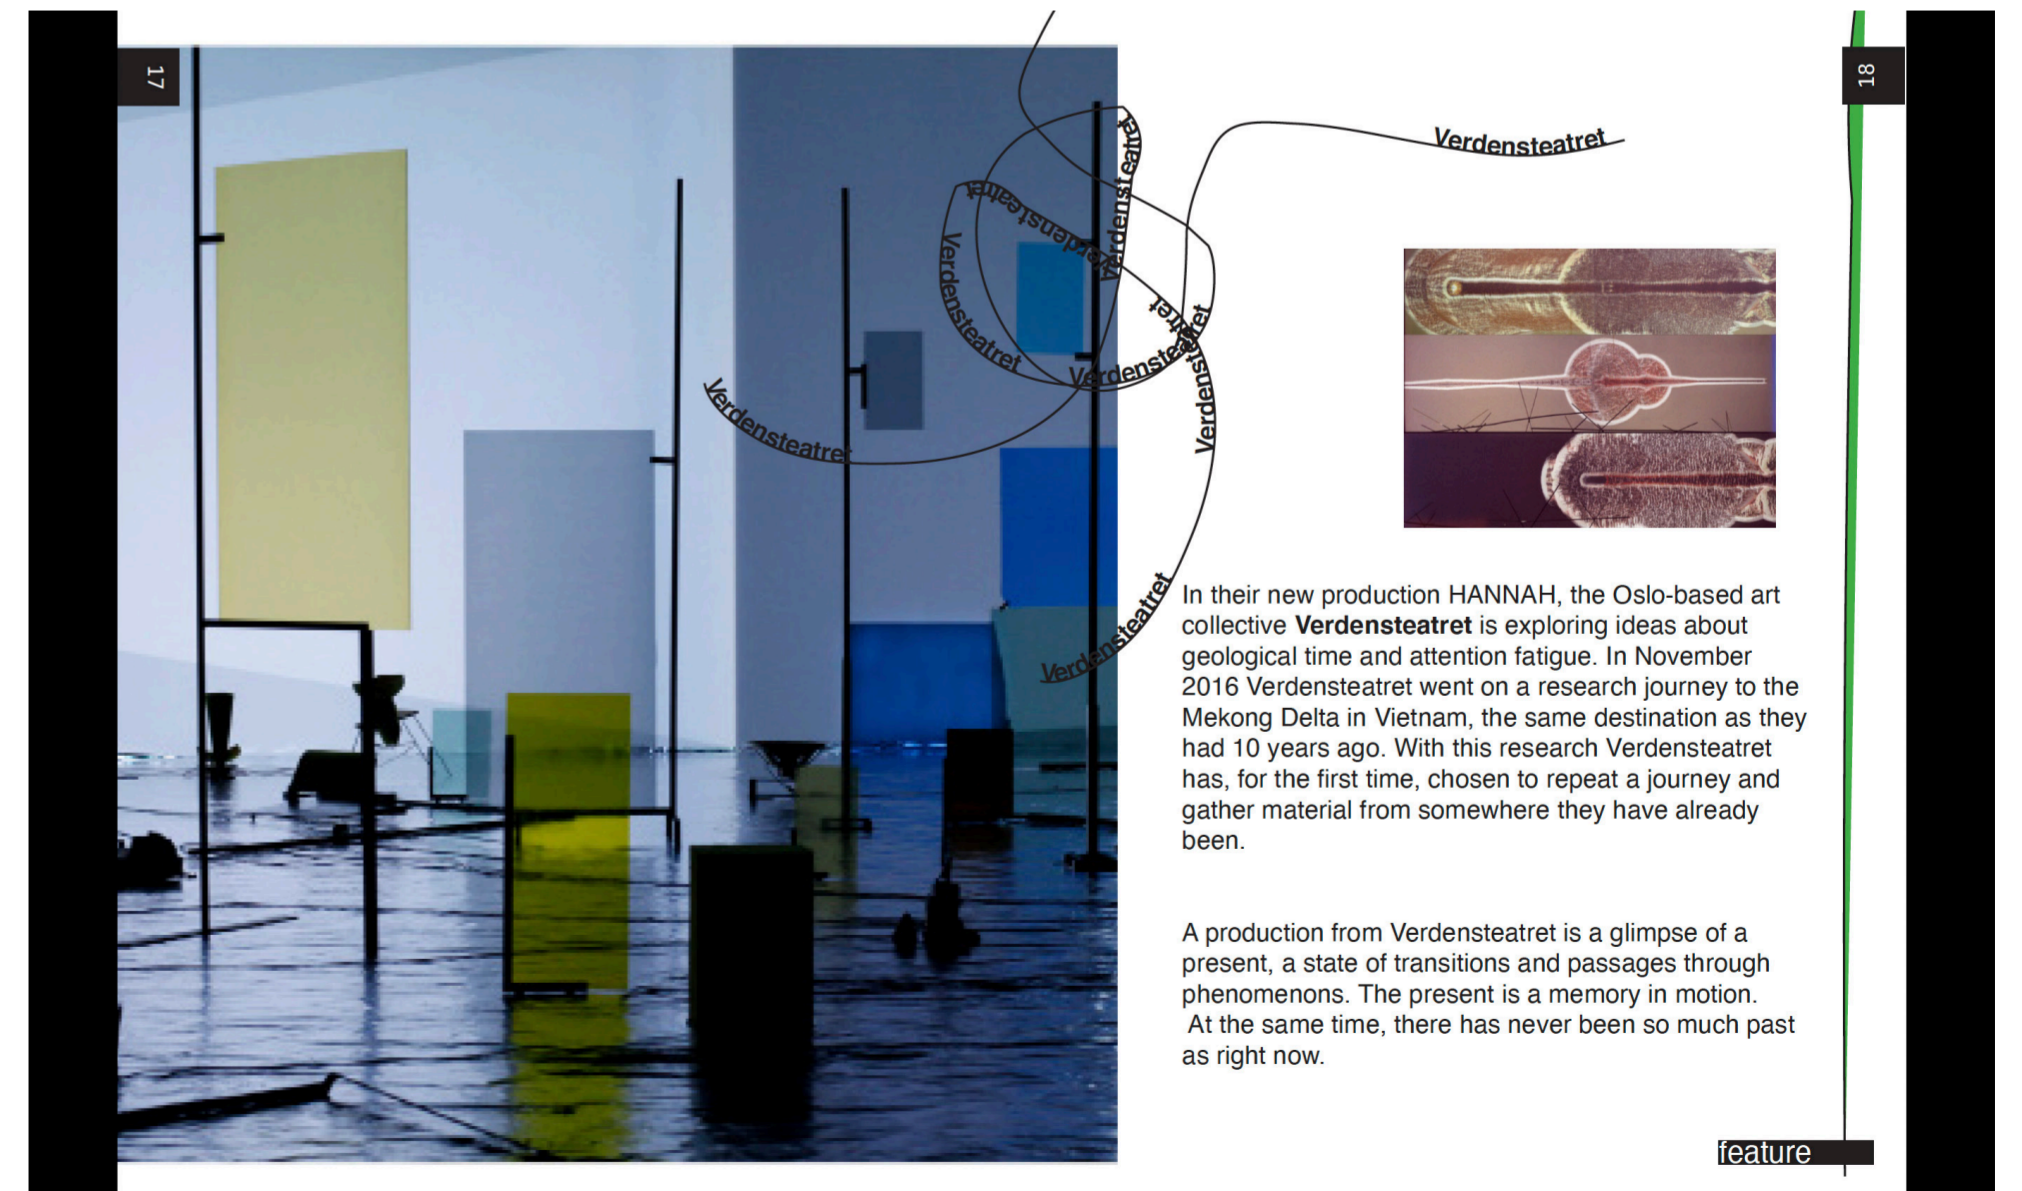 17
18
Verdensteatret
Verdensteatret
Verdensteatret
Verdensteatret
Verdensteatret
Verdensteatret
Verdensteatret
Verdensteatret
tret
In their new production HANNAH, the Oslo-based art
collective Verdensteatret is exploring ideas about
geological time and attention fatigue. In November
2016 Verdensteatret went on a research journey to the
Mekong Delta in Vietnam, the same destination as they
had 10 years ago. With this research Verdensteatret
has, for the first time, chosen to repeat a journey and
gather material from somewhere they have already
been.
A production from Verdensteatret is a glimpse of a
present, a state of transitions and passages through
phenomenons. The present is a memory in motion.
At the same time, there has never been so much past
as right now.
feature